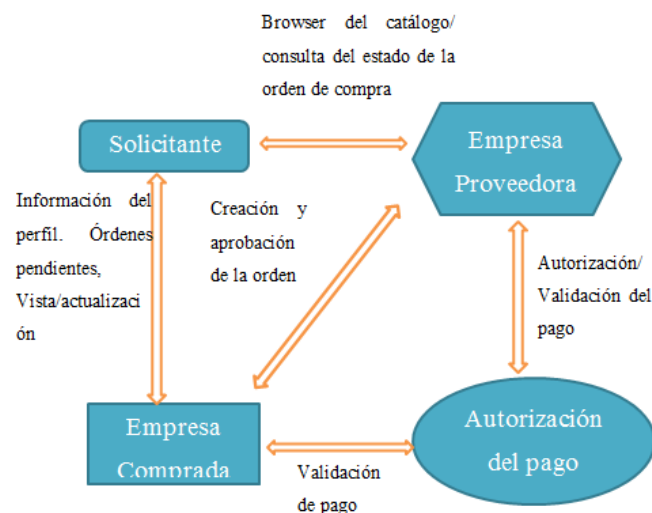 Browser del catálogo/
consulta del estado de la
orden de compra
Solicitante
Empresa
Proveedora
Información del
perfil. Órdenes
pendientes,
Vista/actualizaci
ón
Creación y
aprobación
de la orden
Autorización/
Validación del
pago
Empresa
Comprada
Validación
de pago
Autorización
del pago